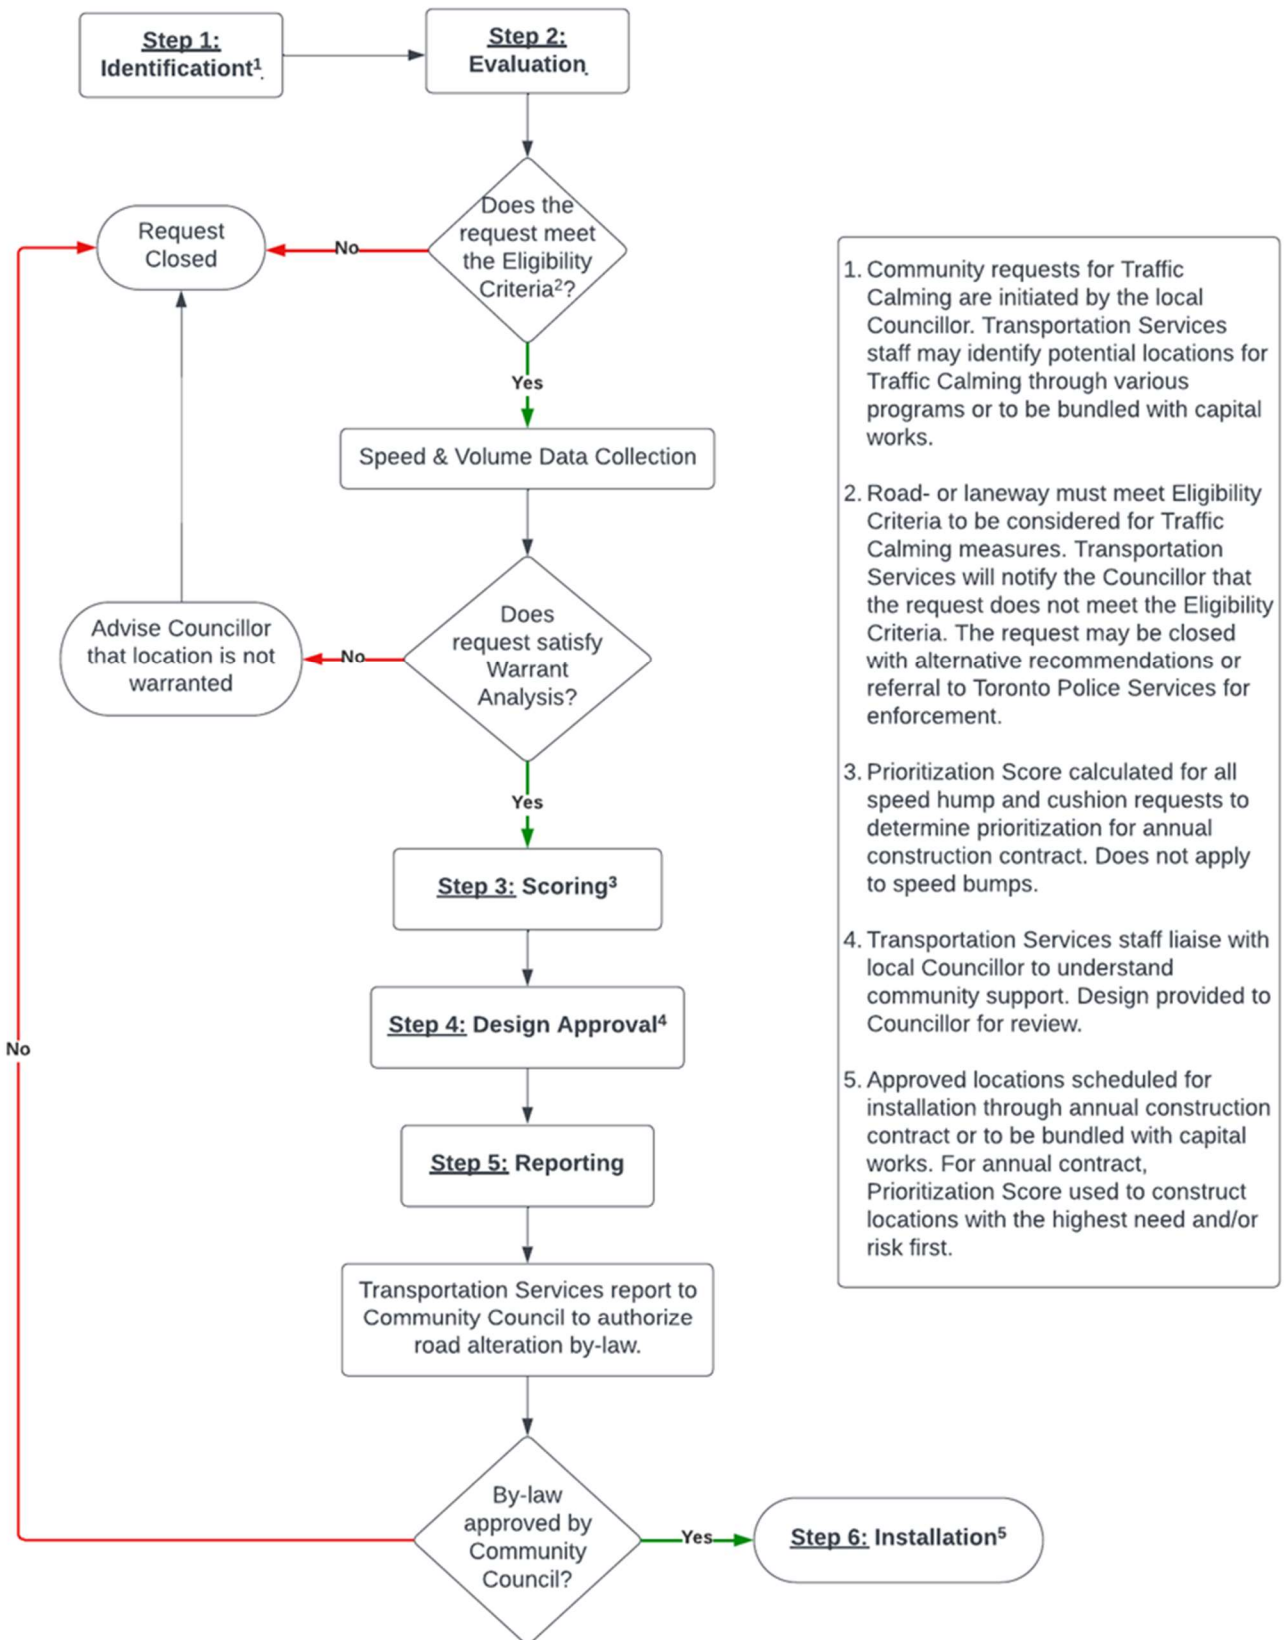 Step 1:
Identificationt¹.
Step 2:
Evaluation.
Does the
request meet
the Eligibility
Criteria²?
No
Request
Closed
Yes
Speed & Volume Data Collection
Does
request satisfy
Warrant
Analysis?
No
Advise Councillor
that location is not
warranted
Yes
Step 3: Scoring³
Step 4: Design Approval⁴
Step 5: Reporting
Transportation Services report to
Community Council to authorize
road alteration by-law.
By-law
approved by
Community
Council?
No
Yes
Step 6: Installation⁵
1. Community requests for Traffic
Calming are initiated by the local
Councillor. Transportation Services
staff may identify potential locations for
Traffic Calming through various
programs or to be bundled with capital
works.
2. Road- or laneway must meet Eligibility
Criteria to be considered for Traffic
Calming measures. Transportation
Services will notify the Councillor that
the request does not meet the Eligibility
Criteria. The request may be closed
with alternative recommendations or
referral to Toronto Police Services for
enforcement.
3. Prioritization Score calculated for all
speed hump and cushion requests to
determine prioritization for annual
construction contract. Does not apply
to speed bumps.
4. Transportation Services staff liaise with
local Councillor to understand
community support. Design provided to
Councillor for review.
5. Approved locations scheduled for
installation through annual construction
contract or to be bundled with capital
works. For annual contract,
Prioritization Score used to construct
locations with the highest need and/or
risk first.